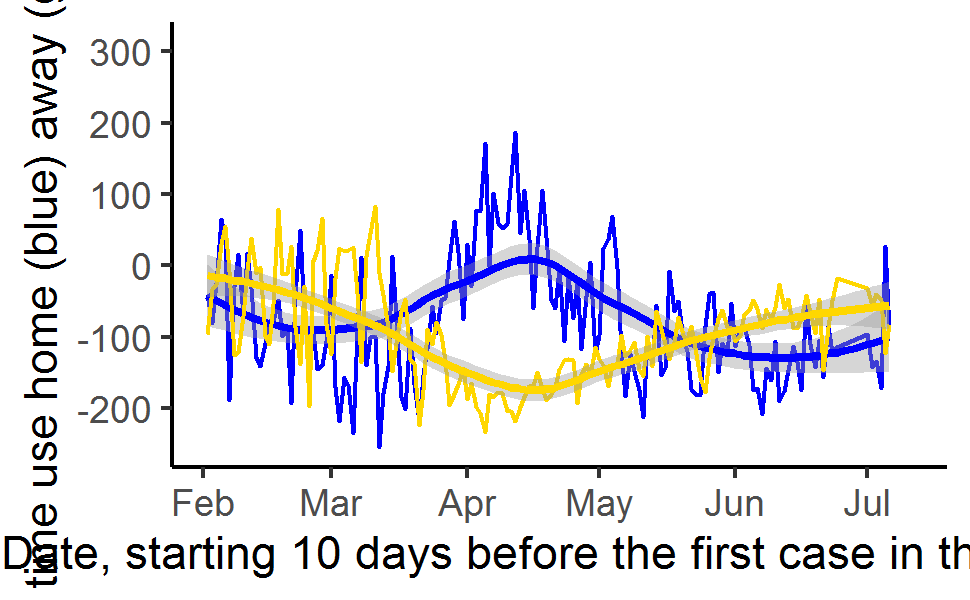 time use home (blue) away (g
300
200
100
0
-100
-200
Feb Mar Apr May Jun Jul
Date, starting 10 days before the first case in th